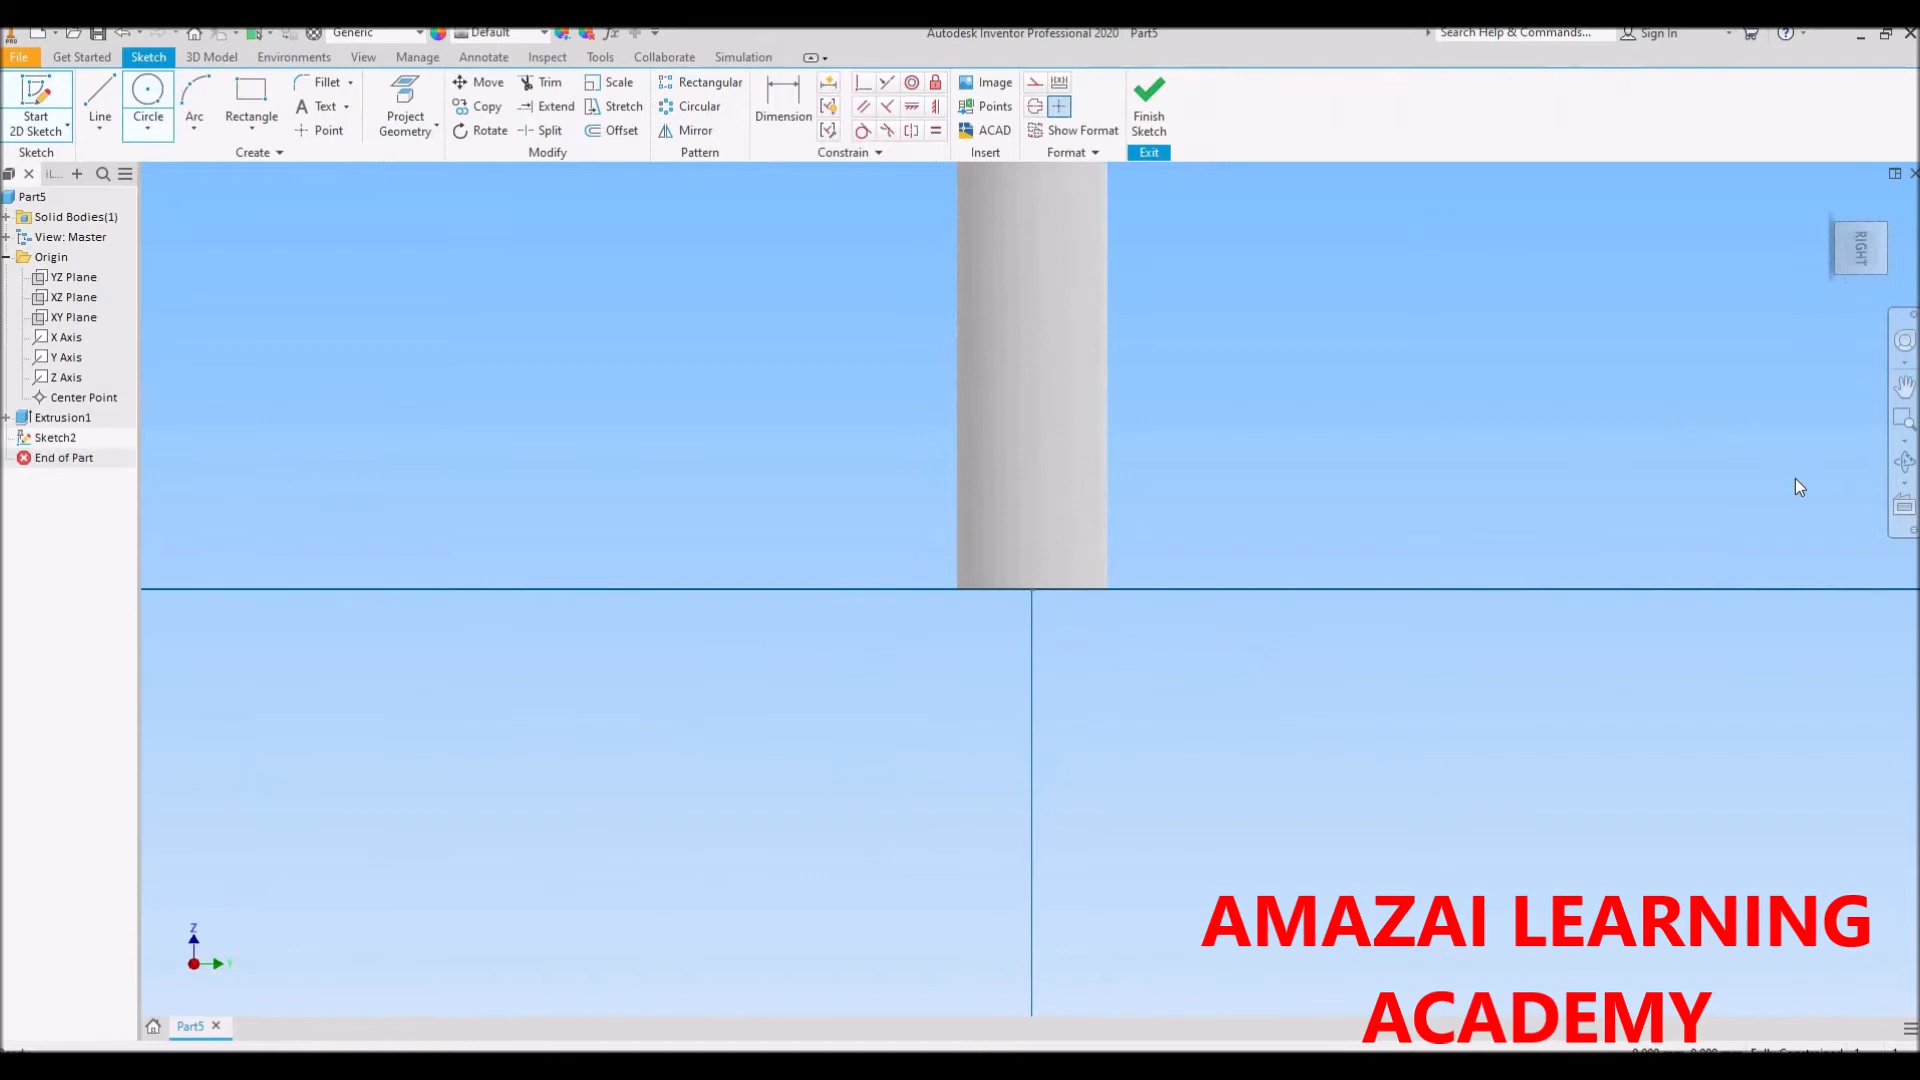 Generic
Default
Autodesk Inventor Professional 2020 Part5
Search Help & Commands...
Sign In
File
Get Started
Sketch
3D Model
Environments
View
Manage
Annotate
Inspect
Tools
Collaborate
Simulation
Start
2D Sketch
Line
Circle
Arc
Rectangle
Fillet
Text
Point
Project
Geometry
Move
Copy
Rotate
Trim
Extend
Split
Scale
Stretch
Offset
Rectangular
Circular
Mirror
Dimension
Image
Points
ACAD
Show Format
Finish
Sketch
Sketch
Create
Modify
Pattern
Constrain
Insert
Format
Exit
Part5
Solid Bodies(1)
View: Master
Origin
YZ Plane
XZ Plane
XY Plane
X Axis
Y Axis
Z Axis
Center Point
Extrusion1
Sketch2
End of Part
RIGHT
Z
Y
AMAZAI LEARNING
ACADEMY
Part5